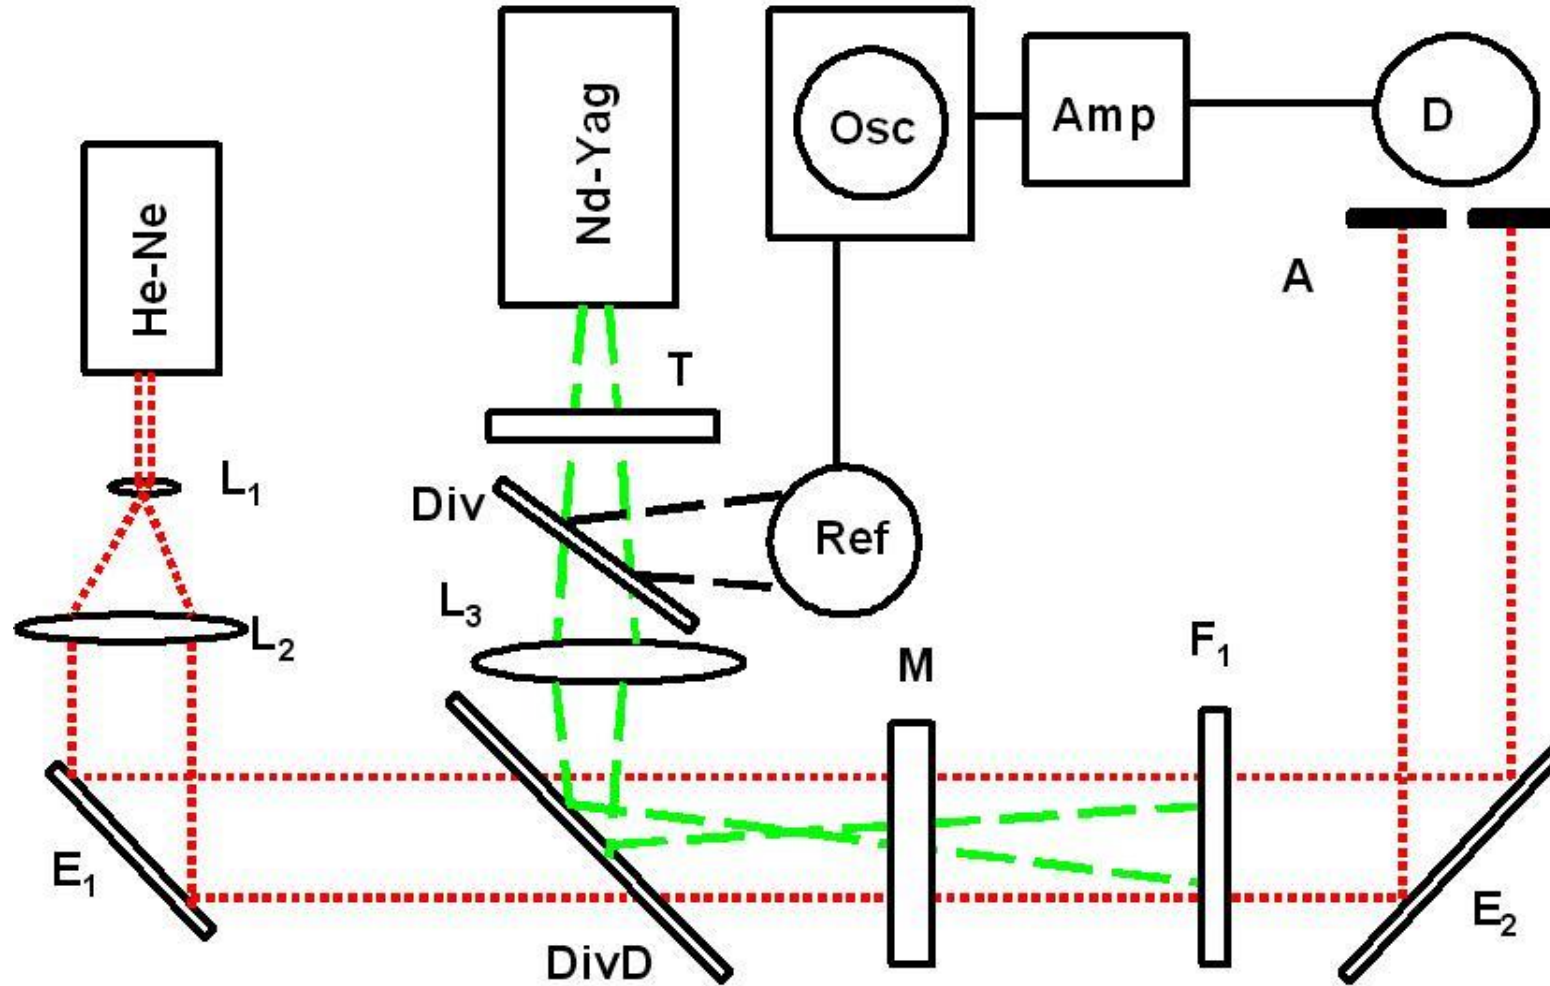 He-Ne
Nd-Yag
Osc
Amp
D
A
T
L₁
Div
Ref
L₃
L₂
M
F₁
E₁
DivD
E₂